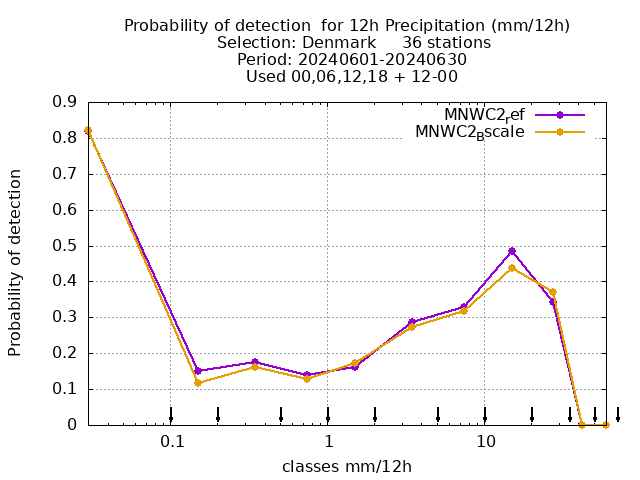 Probability of detection  for 12h Precipitation (mm/12h)
Selection: Denmark     36 stations
Period: 20240601-20240630
Used 00,06,12,18 + 12-00
MNWC2ref
MNWC2Bscale
0.9
0.8
0.7
0.6
0.5
0.4
0.3
0.2
0.1
0
Probability of detection
0.1
1
10
classes mm/12h